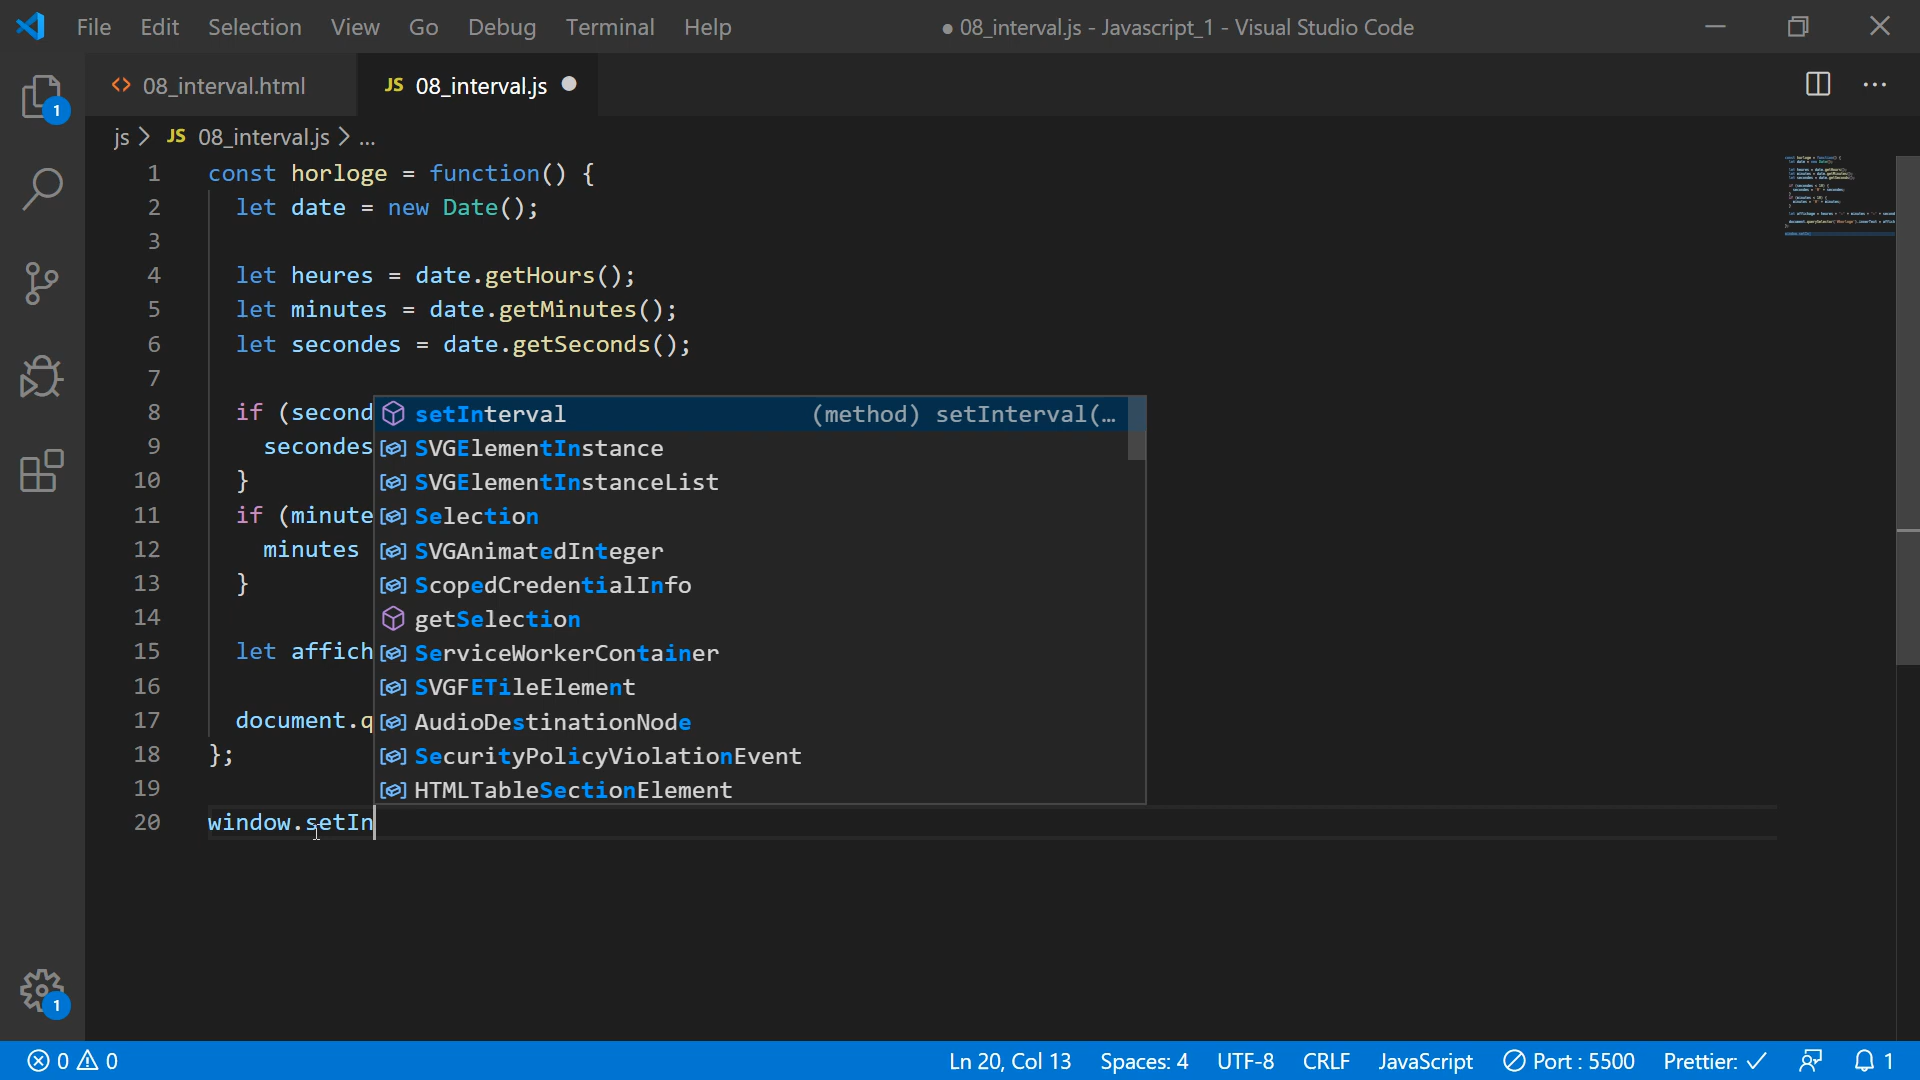 File Edit Selection View Go Debug Terminal Help ● 08_interval.js - Javascript_1 - Visual Studio Code
<> 08_interval.html JS 08_interval.js ●
js > JS 08_interval.js > ...
1 const horloge = function() {
2 let date = new Date();
3
4 let heures = date.getHours();
5 let minutes = date.getMinutes();
6 let secondes = date.getSeconds();
7
8 if (second
setInterval (method) setInterval(…
9 secondes
SVGElementInstance
10 }
SVGElementInstanceList
11 if (minute
Selection
12 minutes
SVGAnimatedInteger
13 }
ScopedCredentialInfo
14
getSelection
15 let affich
ServiceWorkerContainer
16
SVGFETileElement
17 document.q
AudioDestinationNode
18 };
SecurityPolicyViolationEvent
19
HTMLTableSectionElement
20 window.setIn
1
1
0 0 Ln 20, Col 13 Spaces: 4 UTF-8 CRLF JavaScript Port : 5500 Prettier: ✓ 1